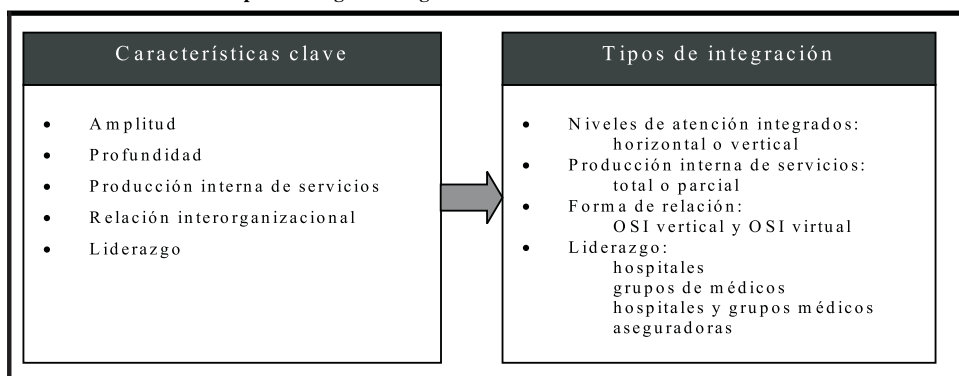 Características clave
• Amplitud
• Profundidad
• Producción interna de servicios
• Relación interorganizacional
• Liderazgo
Tipos de integración
• Niveles de atención integrados:
horizontal o vertical
• Producción interna de servicios:
total o parcial
• Forma de relación:
OSI vertical y OSI virtual
• Liderazgo:
hospitales
grupos de médicos
hospitales y grupos médicos
aseguradoras